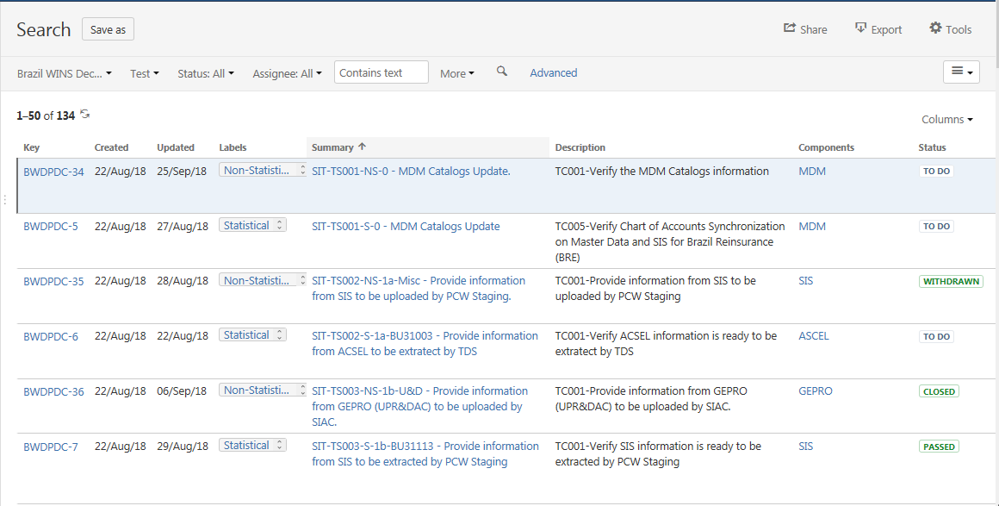 Search Save as Share Export Tools
Brazil WINS Dec... Test Status: All Assignee: All Contains text More Advanced
1–50 of 134
Columns
Key Created Updated Labels Summary Description Components Status
BWDPDC-34 22/Aug/18 25/Sep/18 Non-Statisti... SIT-TS001-NS-0 - MDM Catalogs Update. TC001-Verify the MDM Catalogs information MDM TO DO
BWDPDC-5 22/Aug/18 27/Aug/18 Statistical SIT-TS001-S-0 - MDM Catalogs Update TC005-Verify Chart of Accounts Synchronization MDM TO DO
on Master Data and SIS for Brazil Reinsurance
(BRE)
BWDPDC-35 22/Aug/18 28/Aug/18 Non-Statisti... SIT-TS002-NS-1a-Misc - Provide information TC001-Provide information from SIS to be SIS WITHDRAWN
from SIS to be uploaded by PCW Staging. uploaded by PCW Staging
BWDPDC-6 22/Aug/18 22/Aug/18 Statistical SIT-TS002-S-1a-BU31003 - Provide information TC001-Verify ACSEL information is ready to be ASCEL TO DO
from ACSEL to be extratect by TDS extratect by TDS
BWDPDC-36 22/Aug/18 06/Sep/18 Non-Statisti... SIT-TS003-NS-1b-U&D - Provide information TC001-Provide information from GEPRO GEPRO CLOSED
from GEPRO (UPR&DAC) to be uploaded by (UPR&DAC) to be uploaded by SIAC.
SIAC.
BWDPDC-7 22/Aug/18 29/Aug/18 Statistical SIT-TS003-S-1b-BU31113 - Provide information TC001-Verify SIS information is ready to be SIS PASSED
from SIS to be extracted by PCW Staging extracted by PCW Staging